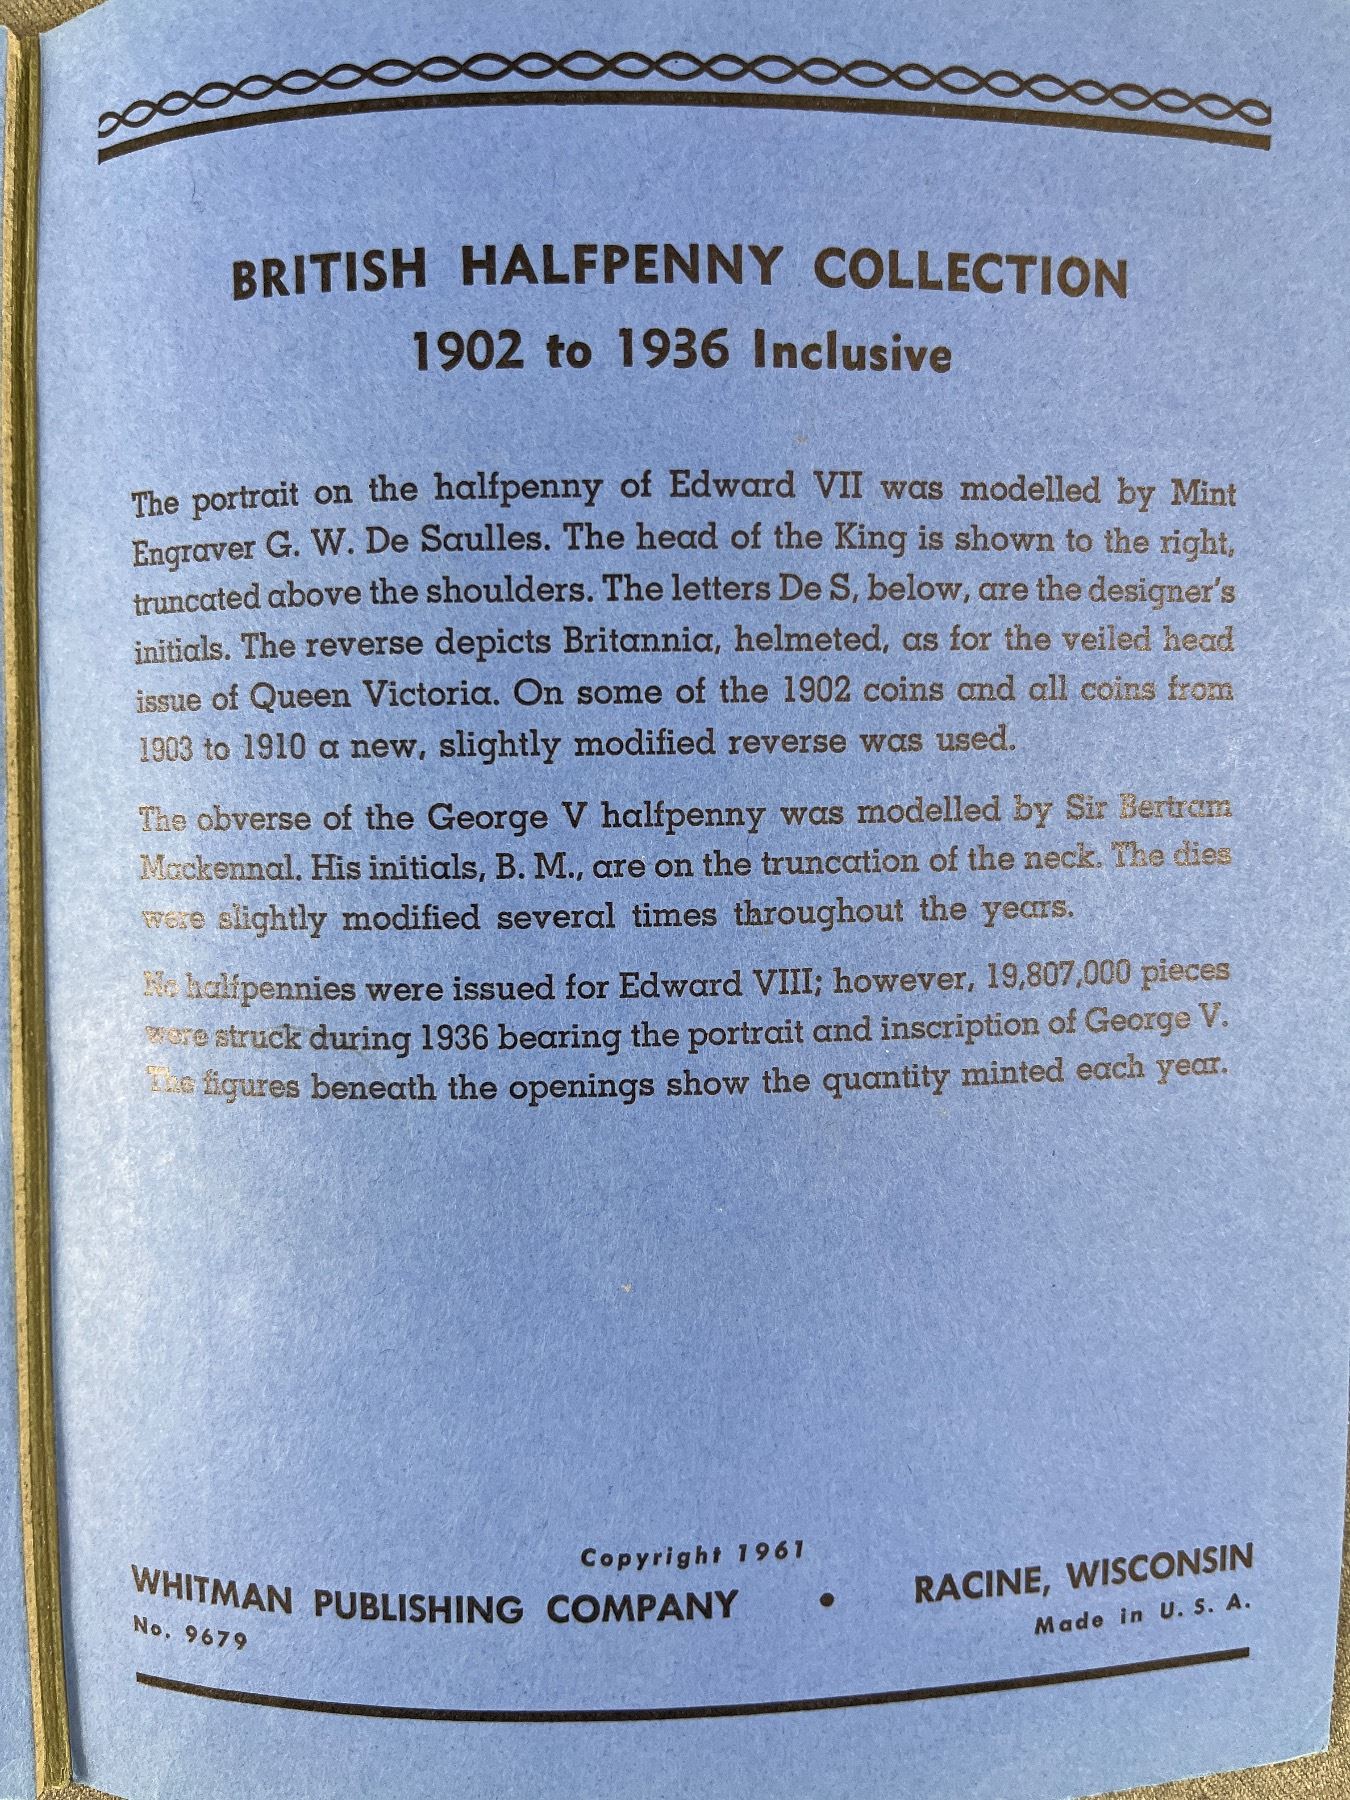 BRITISH HALFPENNY COLLECTION
1902 to 1936 Inclusive
The portrait on the halfpenny of Edward VII was modelled by Mint
Engraver G. W. De Saulles. The head of the King is shown to the right,
truncated above the shoulders. The letters De S, below, are the designer's
initials. The reverse depicts Britannia, helmeted, as for the veiled head
issue of Queen Victoria. On some of the 1902 coins and all coins from
1903 to 1910 a new, slightly modified reverse was used.
The obverse of the George V halfpenny was modelled by Sir Bertram
Mackennal. His initials, B. M., are on the truncation of the neck. The dies
were slightly modified several times throughout the years.
No halfpennies were issued for Edward VIII; however, 19,807,000 pieces
were struck during 1936 bearing the portrait and inscription of George V.
The figures beneath the openings show the quantity minted each year.
Copyright 1961
WHITMAN PUBLISHING COMPANY • RACINE, WISCONSIN
No. 9679 Made in U. S. A.